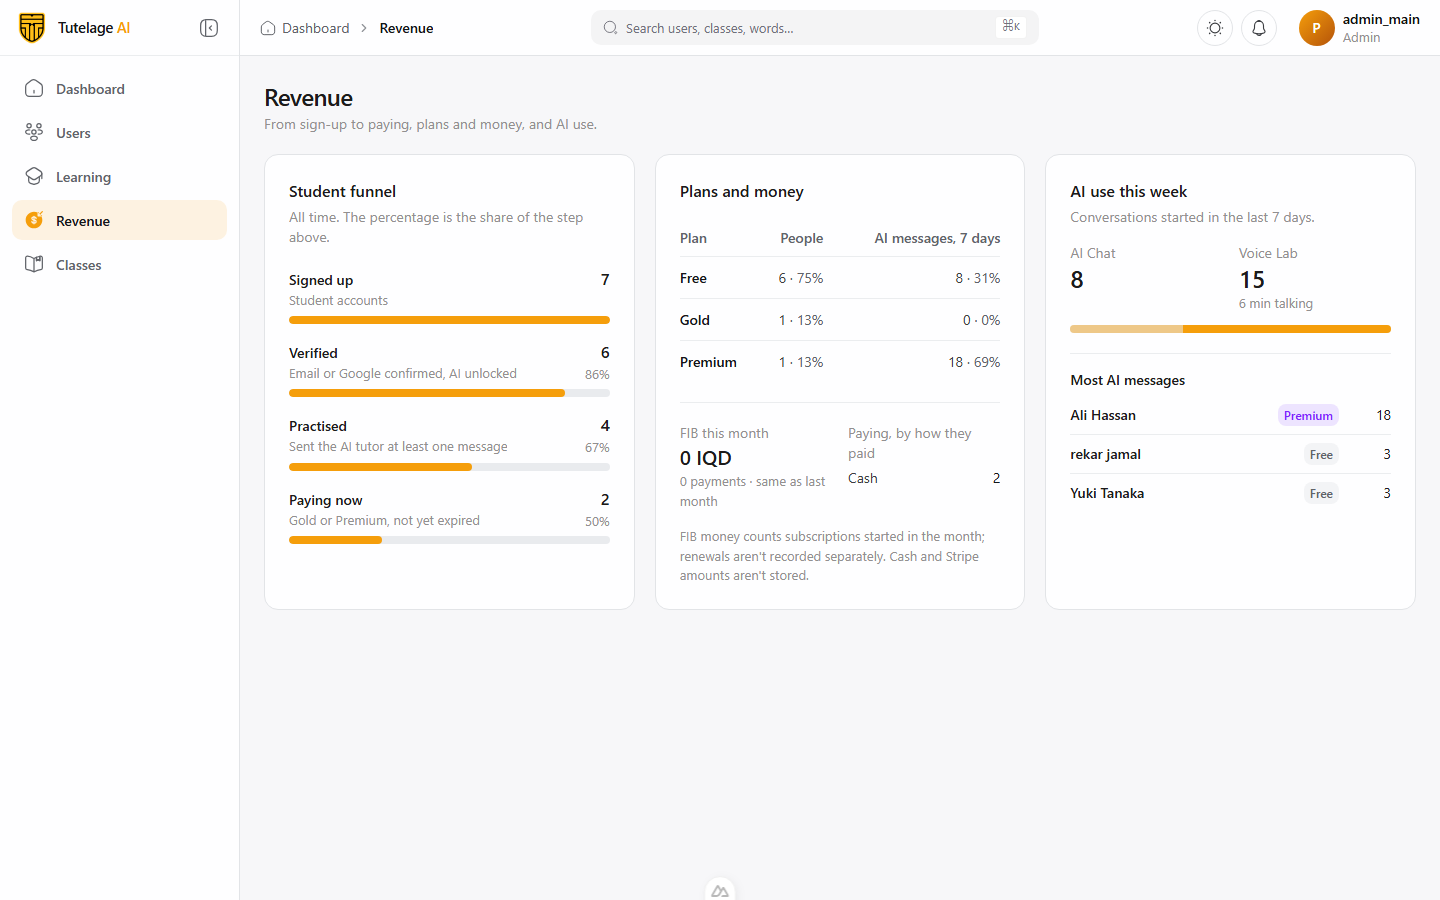 Tutelage AI
Dashboard
Users
Learning
Revenue
Classes
Dashboard > Revenue
Search users, classes, words...
⌘K
P
admin_main
Admin
Revenue
From sign-up to paying, plans and money, and AI use.
Student funnel
All time. The percentage is the share of the step
above.
Signed up 7
Student accounts
Verified 6
Email or Google confirmed, AI unlocked 86%
Practised 4
Sent the AI tutor at least one message 67%
Paying now 2
Gold or Premium, not yet expired 50%
Plans and money
Plan People AI messages, 7 days
Free 6 · 75% 8 · 31%
Gold 1 · 13% 0 · 0%
Premium 1 · 13% 18 · 69%
FIB this month
0 IQD
0 payments · same as last
month
Paying, by how they
paid
Cash 2
FIB money counts subscriptions started in the month;
renewals aren't recorded separately. Cash and Stripe
amounts aren't stored.
AI use this week
Conversations started in the last 7 days.
AI Chat
8
Voice Lab
15
6 min talking
Most AI messages
Ali Hassan Premium 18
rekar jamal Free 3
Yuki Tanaka Free 3